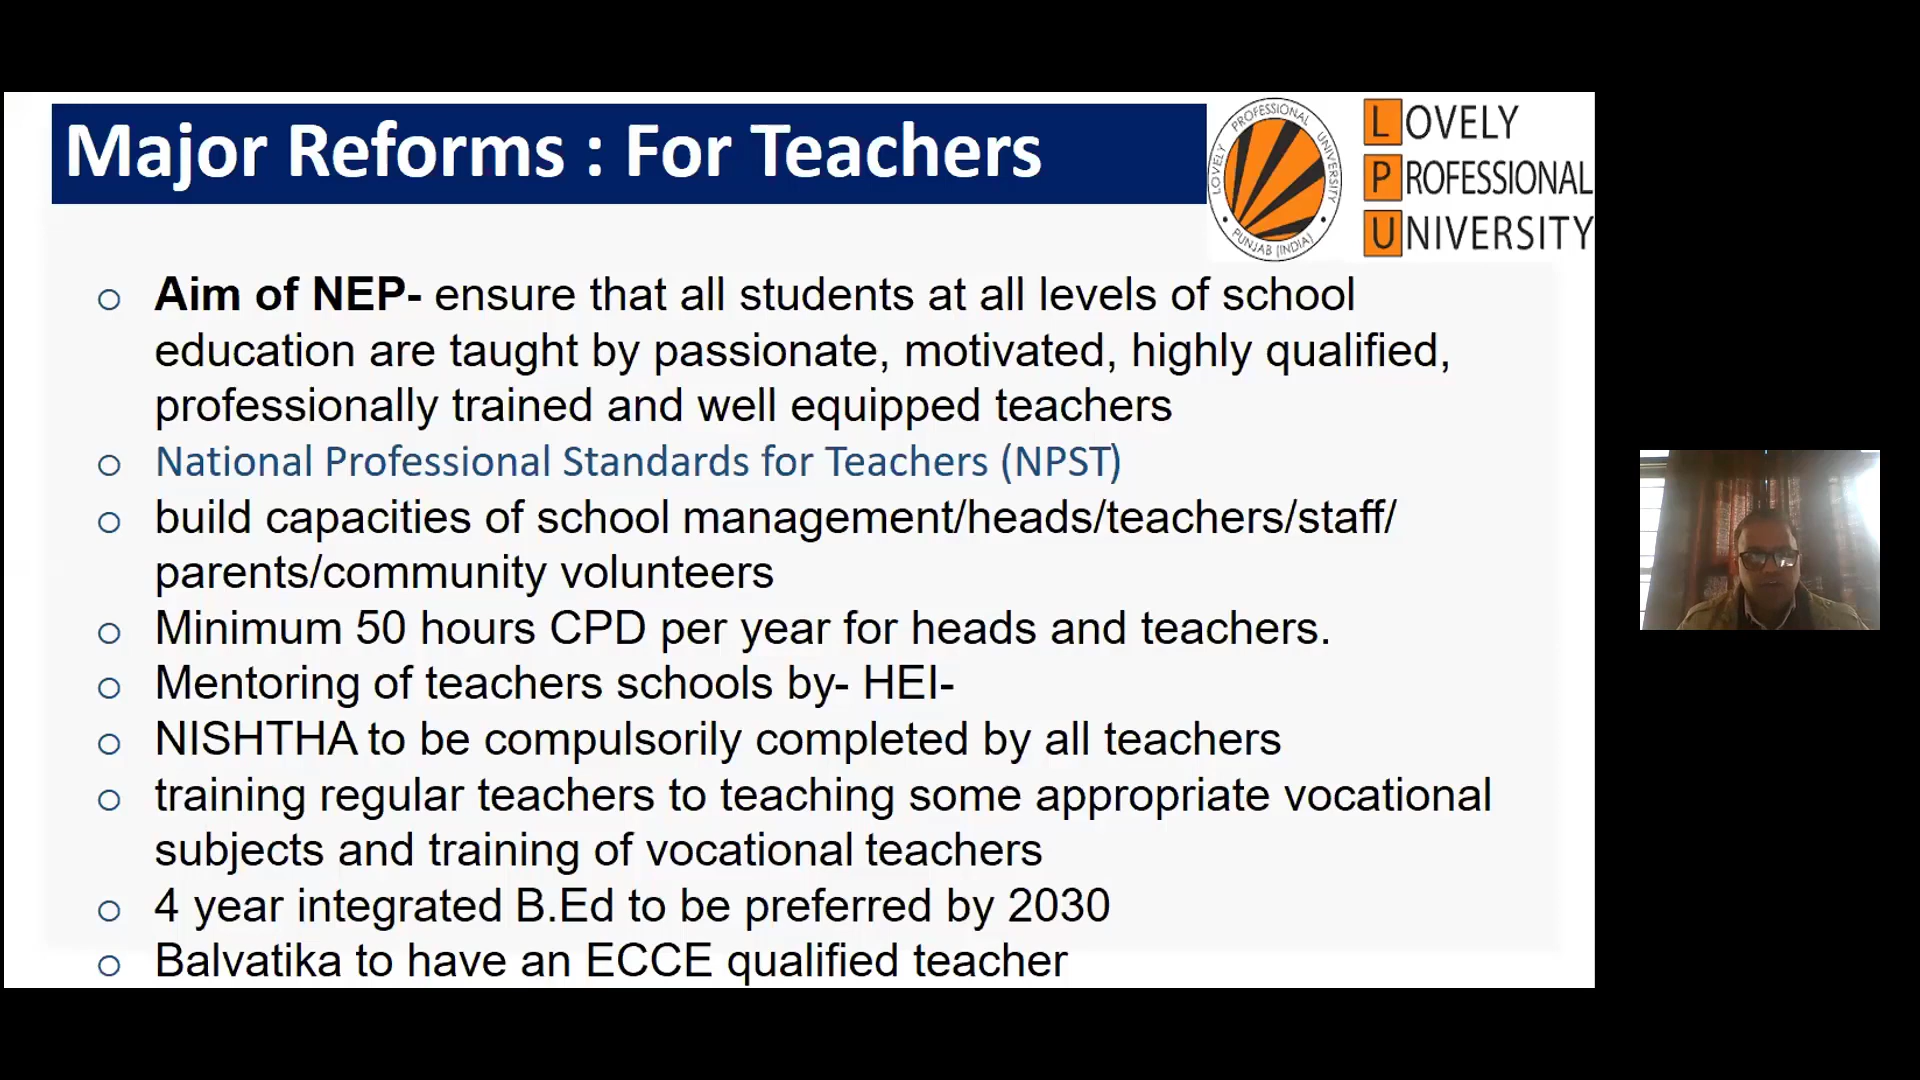 Major Reforms : For Teachers
LOVELY PROFESSIONAL UNIVERSITY
PUNJAB (INDIA)
LOVELY
PROFESSIONAL
UNIVERSITY
o Aim of NEP- ensure that all students at all levels of school
education are taught by passionate, motivated, highly qualified,
professionally trained and well equipped teachers
o National Professional Standards for Teachers (NPST)
o build capacities of school management/heads/teachers/staff/
parents/community volunteers
o Minimum 50 hours CPD per year for heads and teachers.
o Mentoring of teachers schools by- HEI-
o NISHTHA to be compulsorily completed by all teachers
o training regular teachers to teaching some appropriate vocational
subjects and training of vocational teachers
o 4 year integrated B.Ed to be preferred by 2030
o Balvatika to have an ECCE qualified teacher